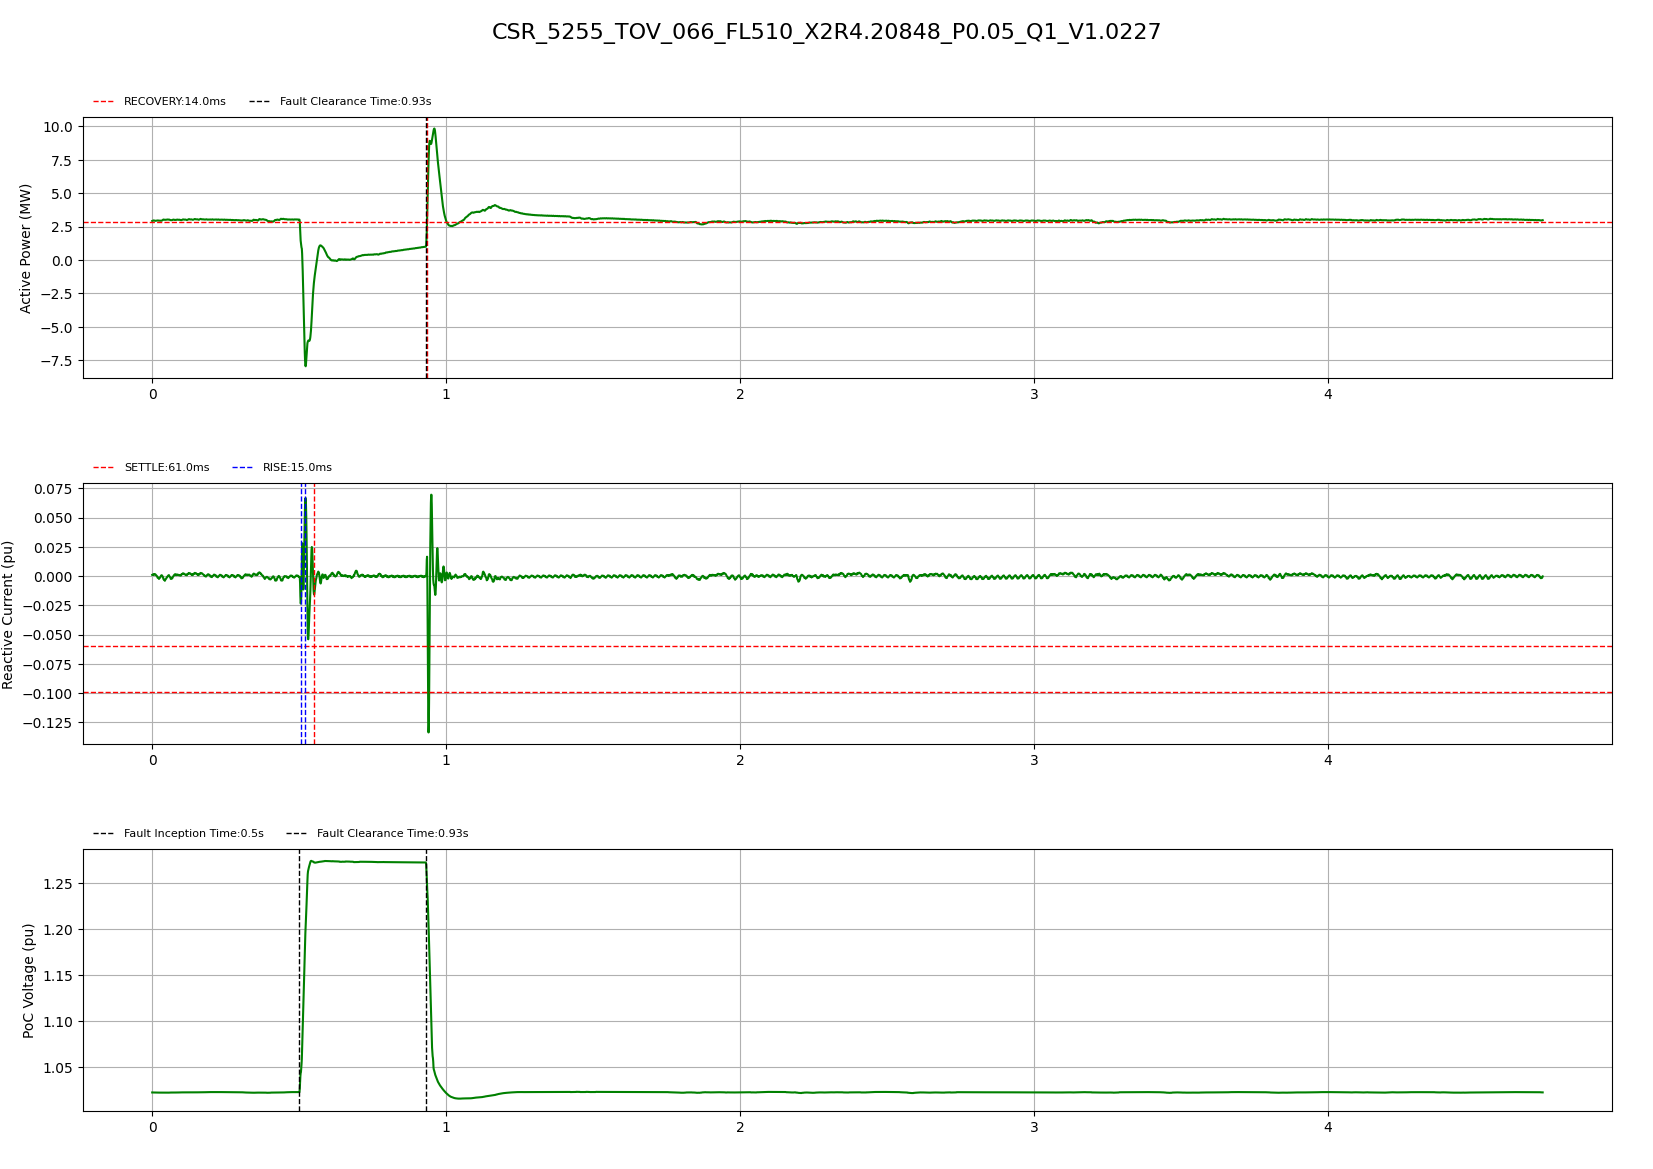 CSR_5255_TOV_066_FL510_X2R4.20848_P0.05_Q1_V1.0227
RECOVERY:14.0ms Fault Clearance Time:0.93s
Active Power (MW)
10.0
7.5
5.0
2.5
0.0
−2.5
−5.0
−7.5
0 1 2 3 4
SETTLE:61.0ms RISE:15.0ms
Reactive Current (pu)
0.075
0.050
0.025
0.000
−0.025
−0.050
−0.075
−0.100
−0.125
0 1 2 3 4
Fault Inception Time:0.5s Fault Clearance Time:0.93s
PoC Voltage (pu)
1.25
1.20
1.15
1.10
1.05
0 1 2 3 4